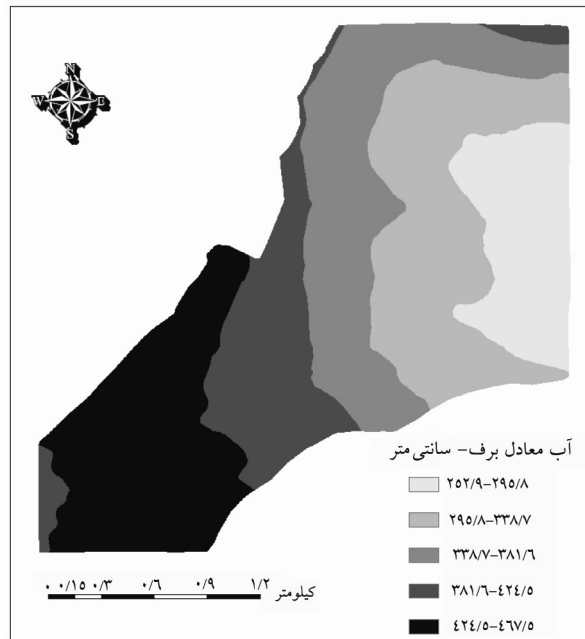 N
W E
S
آب معادل برف- سانتی‌متر
۲۵۲/۹-۲۹۵/۸
۲۹۵/۸-۳۳۸/۷
۳۳۸/۷-۳۸۱/۶
۳۸۱/۶-۴۲۴/۵
۴۲۴/۵-۴۶۷/۵
۰ ۰/۱۵ ۰/۳ ۰/۶ ۰/۹ ۱/۲ کیلومتر